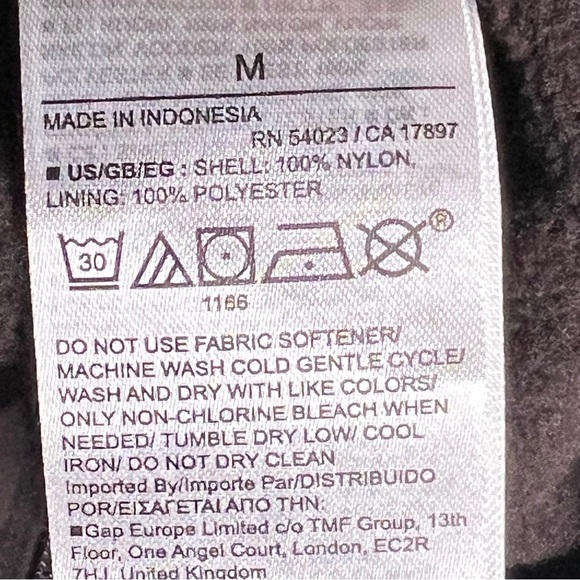 M
MADE IN INDONESIA
RN 54023 / CA 17897
■ US/GB/EG : SHELL: 100% NYLON.
LINING: 100% POLYESTER
30
®
1166
DO NOT USE FABRIC SOFTENER/
MACHINE WASH COLD GENTLE CYCLE/
WASH AND DRY WITH LIKE COLORS/
ONLY NON-CHLORINE BLEACH WHEN
NEEDED/ TUMBLE DRY LOW/ COOL
IRON/ DO NOT DRY CLEAN
Imported By/Importe Par/DISTRIBUIDO
POR/ΕΙΣΑΓΕΤΑΙ ΑΠΟ ΤΗΝ:
■Gap Europe Limited c/o TMF Group, 13th
Floor, One Angel Court, London, EC2R
7HJ, United Kingdom